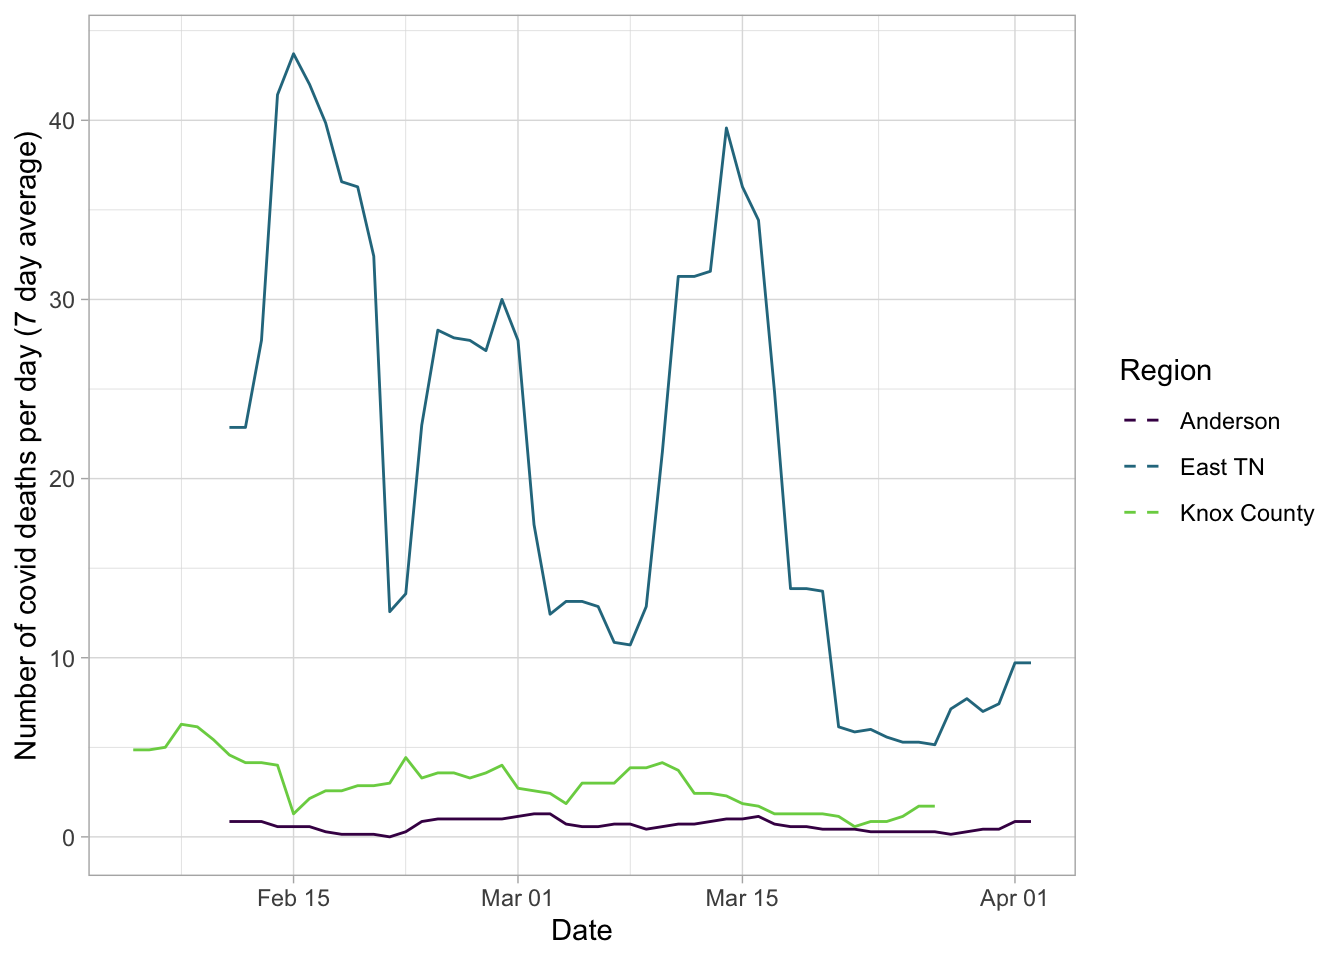 Number of covid deaths per day (7 day average)
40
30
20
10
0
Feb 15
Mar 01
Mar 15
Apr 01
Date
Region
Anderson
East TN
Knox County